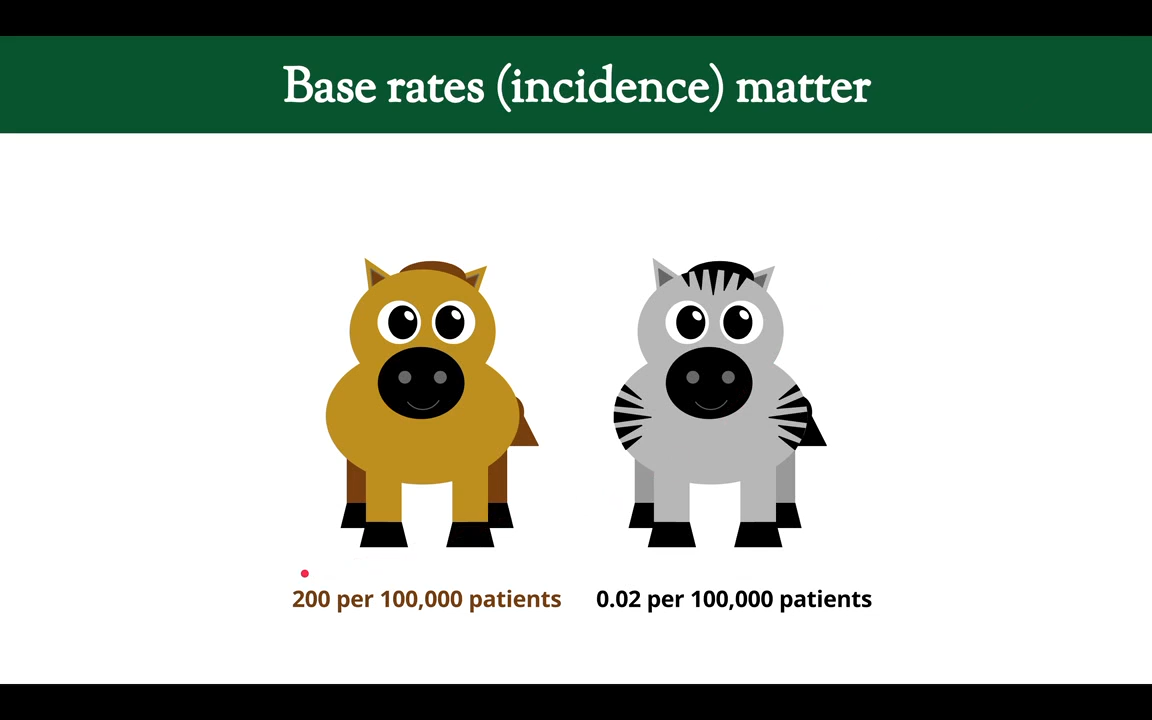 Base rates (incidence) matter
200 per 100,000 patients
0.02 per 100,000 patients